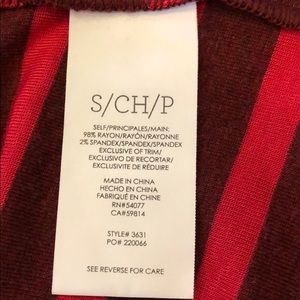 S/CH/P
SELF/PRINCIPALES/MAIN:
98% RAYON/RAYÓN/RAYONNE
2% SPANDEX/SPANDEX/SPANDEX
EXCLUSIVE OF TRIM/
EXCLUSIVO DE RECORTAR/
EXCLUSIVITE DE RÉDUIRE
MADE IN CHINA
HECHO EN CHINA
FABRIQUÉ EN CHINE
RN#54077
CA#59814
STYLE# 3631
PO# 220066
SEE REVERSE FOR CARE